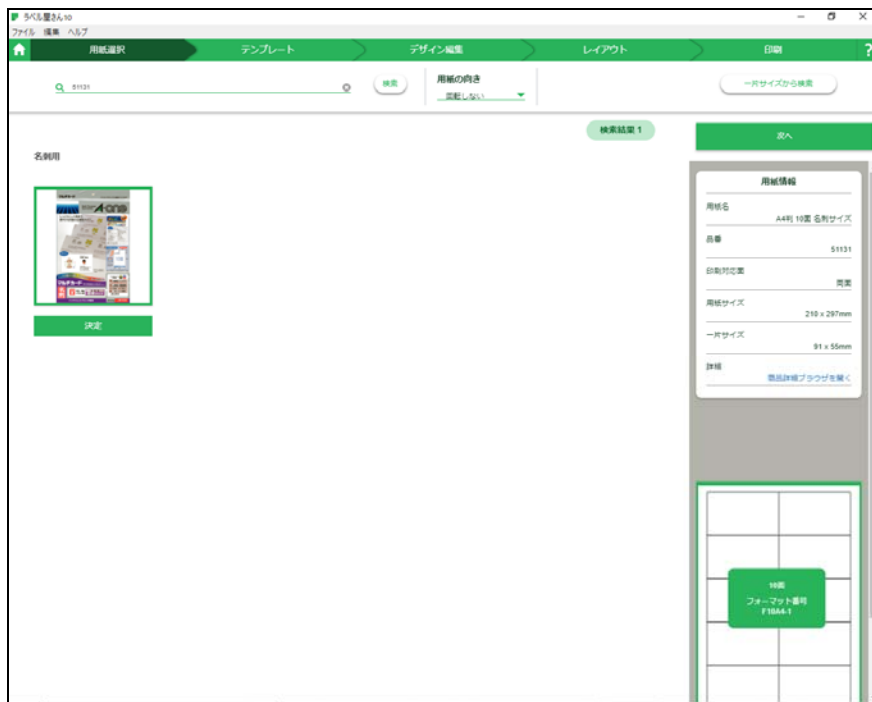 ラベル屋さん10
ファイル 編集 ヘルプ
用紙選択
テンプレート
デザイン編集
レイアウト
印刷
?
51131
検索
用紙の向き
回転しない
一片サイズから検索
検索結果 1
次へ
名刺用
A-one
マルチカード
決定
用紙情報
用紙名
A4判 10面 名刺サイズ
品番
51131
印刷対応面
両面
用紙サイズ
210 x 297mm
一片サイズ
91 x 55mm
詳細
商品詳細ブラウザを開く
10面
フォーマット番号
F10A4-1